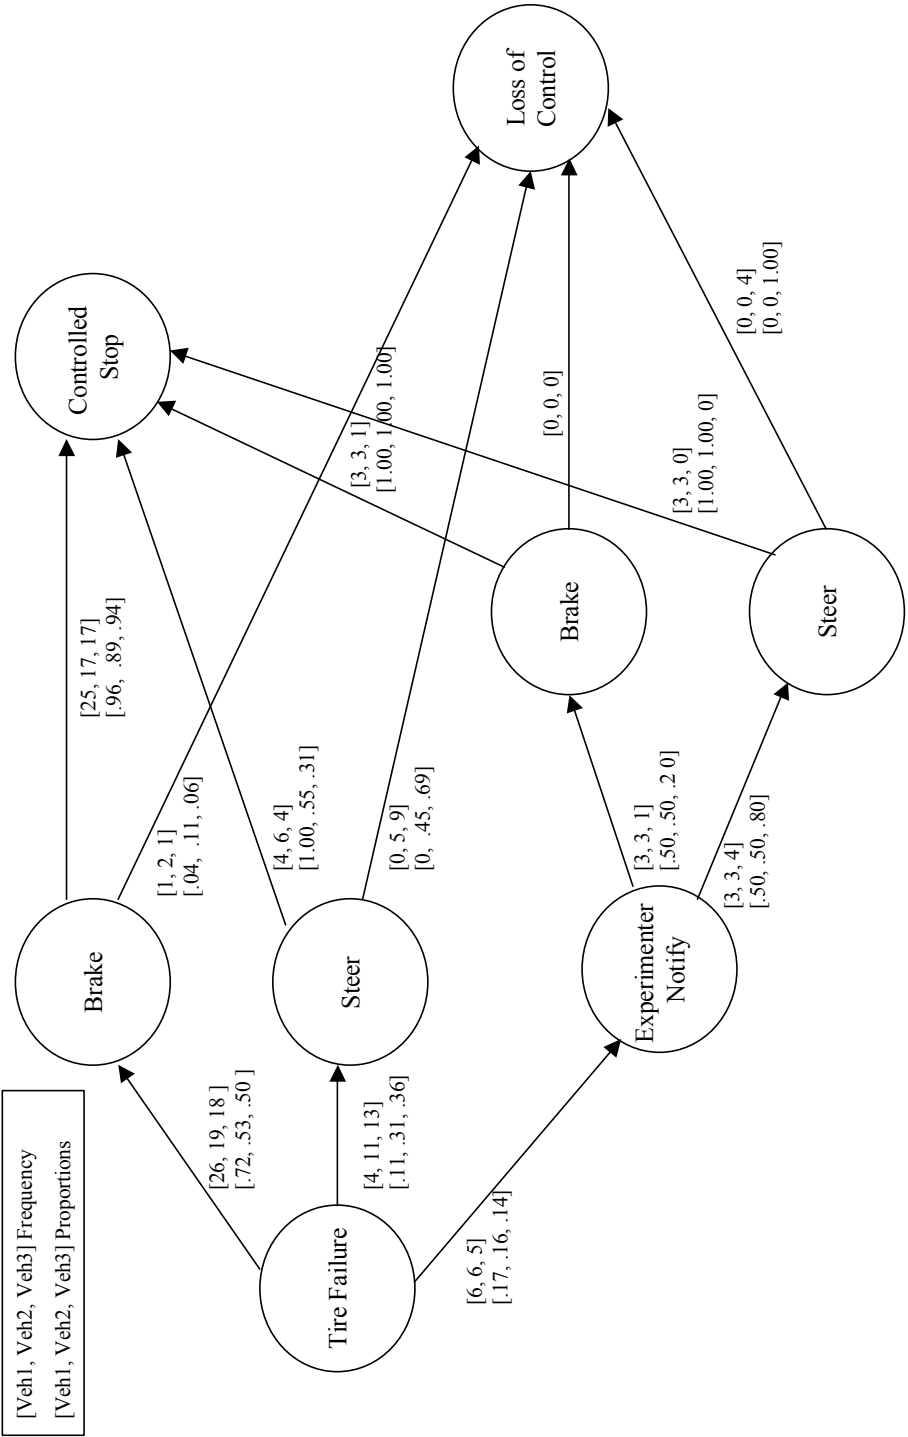 [Veh1, Veh2, Veh3] Frequency
[Veh1, Veh2, Veh3] Proportions
Tire Failure
[26, 19, 18 ]
[.72, .53, .50 ]
[4, 11, 13]
[.11, .31, .36]
[6, 6, 5]
[.17, .16, .14]
Brake
Steer
Experimenter
Notify
[25, 17, 17]
[.96, .89, .94]
[1, 2, 1]
[.04, .11, .06]
[4, 6, 4]
[1.00, .55, .31]
[0, 5, 9]
[0, .45, .69]
[3, 3, 1]
[.50, .50, .2 0]
[3, 3, 4]
[.50, .50, .80]
Brake
Steer
[3, 3, 1]
[1.00, 1.00, 1.00]
[0, 0, 0]
[3, 3, 0]
[1.00, 1.00, 0]
[0, 0, 4]
[0, 0, 1.00]
Controlled
Stop
Loss of
Control